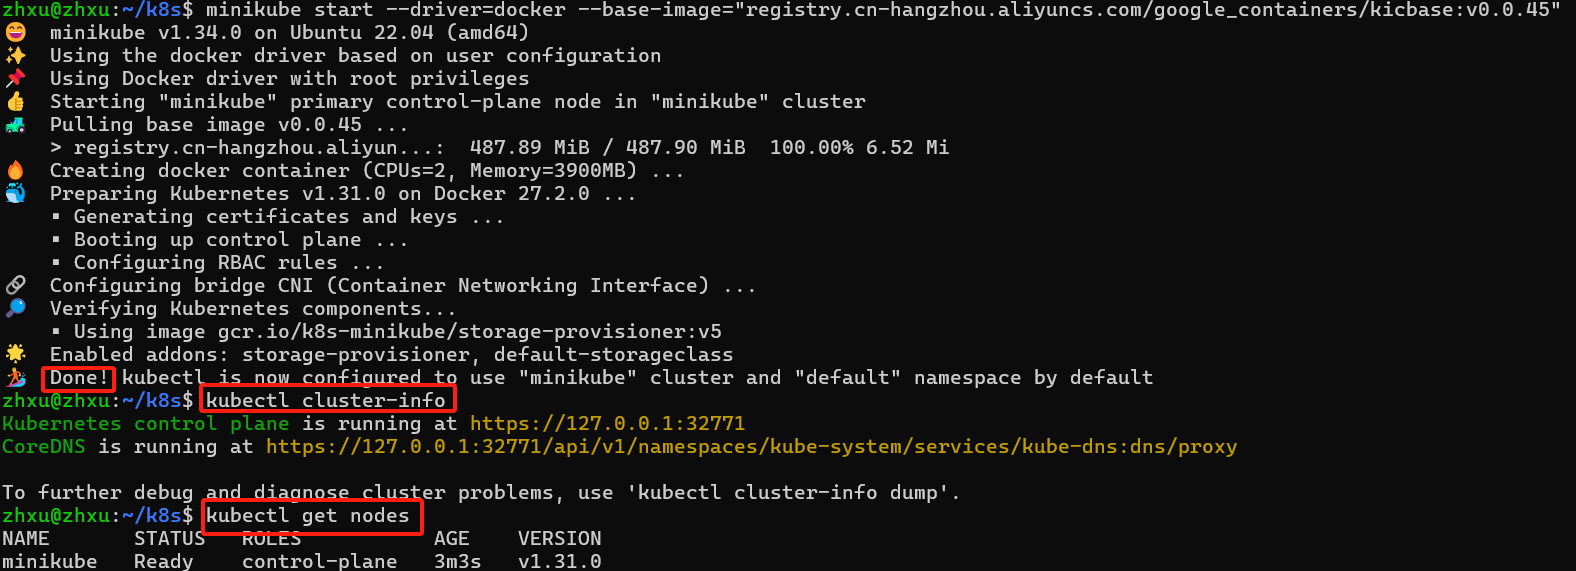 zhxu@zhxu:~/k8s$ minikube start --driver=docker --base-image="registry.cn-hangzhou.aliyuncs.com/google_containers/kicbase:v0.0.45"
😄  minikube v1.34.0 on Ubuntu 22.04 (amd64)
✨  Using the docker driver based on user configuration
📌  Using Docker driver with root privileges
👍  Starting "minikube" primary control-plane node in "minikube" cluster
🚜  Pulling base image v0.0.45 ...
    > registry.cn-hangzhou.aliyun...:  487.89 MiB / 487.90 MiB  100.00% 6.52 Mi
🔥  Creating docker container (CPUs=2, Memory=3900MB) ...
🐳  Preparing Kubernetes v1.31.0 on Docker 27.2.0 ...
    ▪ Generating certificates and keys ...
    ▪ Booting up control plane ...
    ▪ Configuring RBAC rules ...
🔗  Configuring bridge CNI (Container Networking Interface) ...
🔎  Verifying Kubernetes components...
    ▪ Using image gcr.io/k8s-minikube/storage-provisioner:v5
🌟  Enabled addons: storage-provisioner, default-storageclass
🏄  Done! kubectl is now configured to use "minikube" cluster and "default" namespace by default
zhxu@zhxu:~/k8s$ kubectl cluster-info
Kubernetes control plane is running at https://127.0.0.1:32771
CoreDNS is running at https://127.0.0.1:32771/api/v1/namespaces/kube-system/services/kube-dns:dns/proxy
To further debug and diagnose cluster problems, use 'kubectl cluster-info dump'.
zhxu@zhxu:~/k8s$ kubectl get nodes
NAME       STATUS   ROLES           AGE    VERSION
minikube   Ready    control-plane   3m3s   v1.31.0